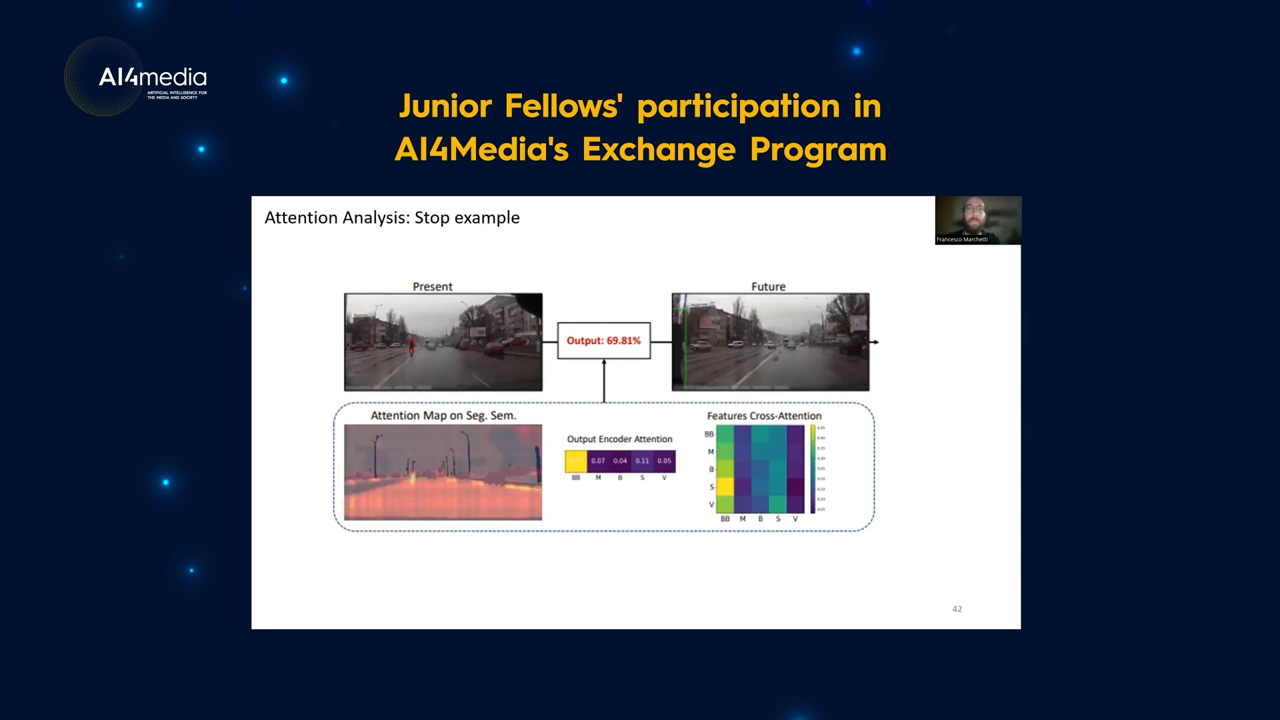 AI4media
ARTIFICIAL INTELLIGENCE FOR
THE MEDIA AND SOCIETY
Junior Fellows' participation in
AI4Media's Exchange Program
Attention Analysis: Stop example
Francesco Marchetti
Present
Future
Output: 69.81%
Attention Map on Seg. Sem.
Output Encoder Attention
0.07 0.04 0.11 0.05
BB M B S V
Features Cross-Attention
BB
M
B
S
V
BB M B S V
42